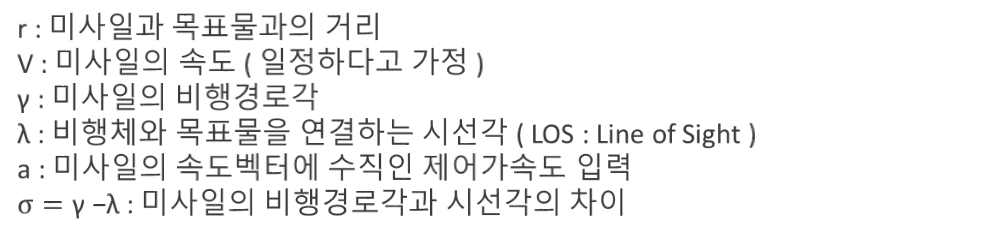 r : 미사일과 목표물과의 거리
V : 미사일의 속도 ( 일정하다고 가정 )
γ : 미사일의 비행경로각
λ : 비행체와 목표물을 연결하는 시선각 ( LOS : Line of Sight )
a : 미사일의 속도벡터에 수직인 제어가속도 입력
σ = γ –λ : 미사일의 비행경로각과 시선각의 차이